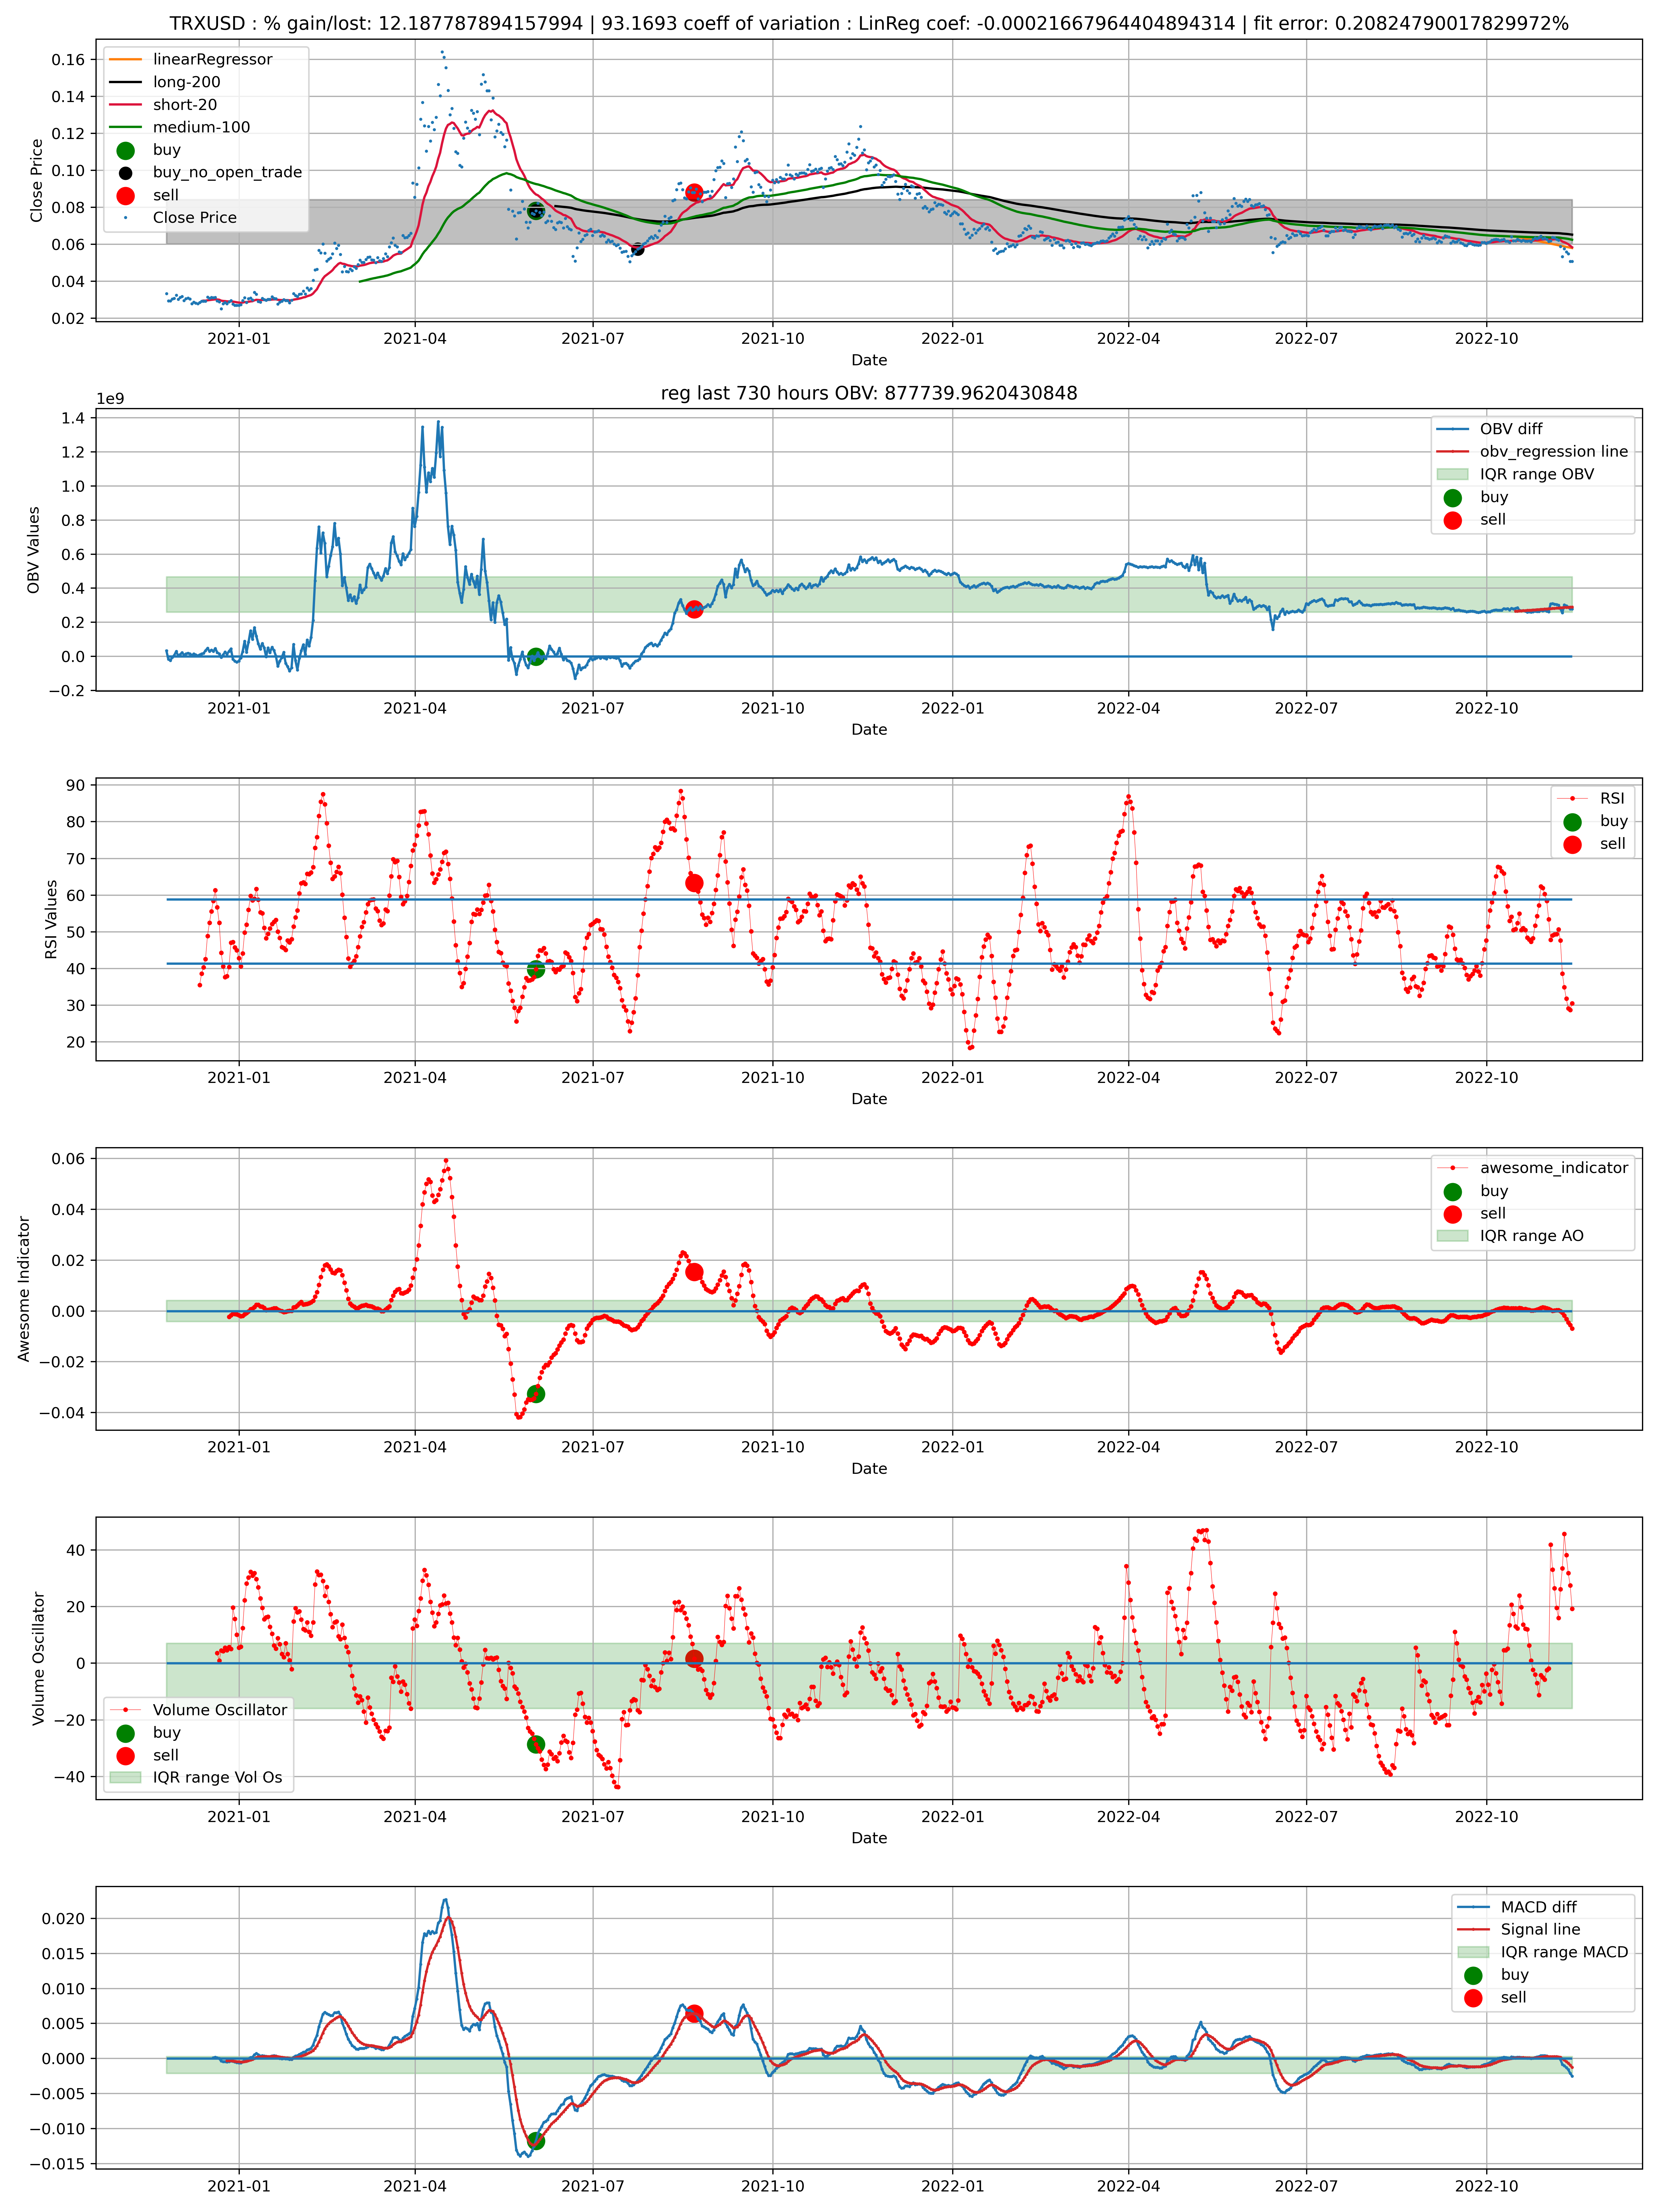 TRXUSD : % gain/lost: 12.187787894157994 | 93.1693 coeff of variation : LinReg coef: -0.00021667964404894314 | fit error: 0.20824790017829972%
0.16
0.14
0.12
0.10
0.08
0.06
0.04
0.02
Close Price
linearRegressor
long-200
short-20
medium-100
buy
buy_no_open_trade
sell
Close Price
2021-01 2021-04 2021-07 2021-10 2022-01 2022-04 2022-07 2022-10
Date
reg last 730 hours OBV: 877739.9620430848
1e9
1.4
1.2
1.0
0.8
0.6
0.4
0.2
0.0
−0.2
OBV Values
OBV diff
obv_regression line
IQR range OBV
buy
sell
2021-01 2021-04 2021-07 2021-10 2022-01 2022-04 2022-07 2022-10
Date
90
80
70
60
50
40
30
20
RSI Values
RSI
buy
sell
2021-01 2021-04 2021-07 2021-10 2022-01 2022-04 2022-07 2022-10
Date
0.06
0.04
0.02
0.00
−0.02
−0.04
Awesome Indicator
awesome_indicator
buy
sell
IQR range AO
2021-01 2021-04 2021-07 2021-10 2022-01 2022-04 2022-07 2022-10
Date
40
20
0
−20
−40
Volume Oscillator
Volume Oscillator
buy
sell
IQR range Vol Os
2021-01 2021-04 2021-07 2021-10 2022-01 2022-04 2022-07 2022-10
Date
0.020
0.015
0.010
0.005
0.000
−0.005
−0.010
−0.015
MACD diff
Signal line
IQR range MACD
buy
sell
2021-01 2021-04 2021-07 2021-10 2022-01 2022-04 2022-07 2022-10